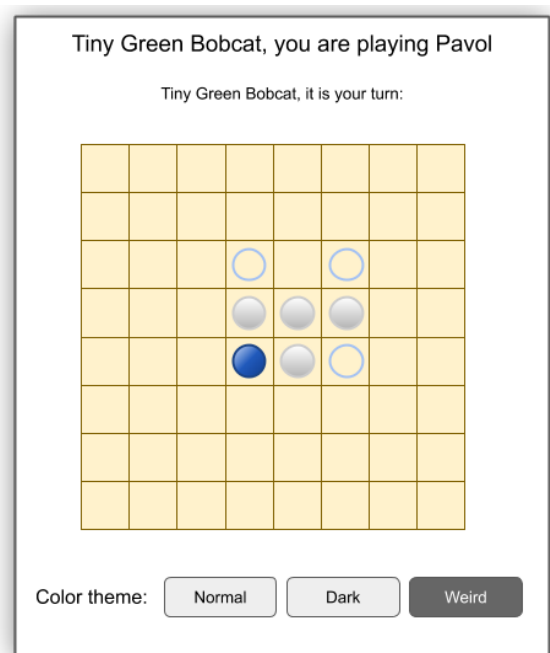 Tiny Green Bobcat, you are playing Pavol
Tiny Green Bobcat, it is your turn:
Color theme: Normal Dark Weird